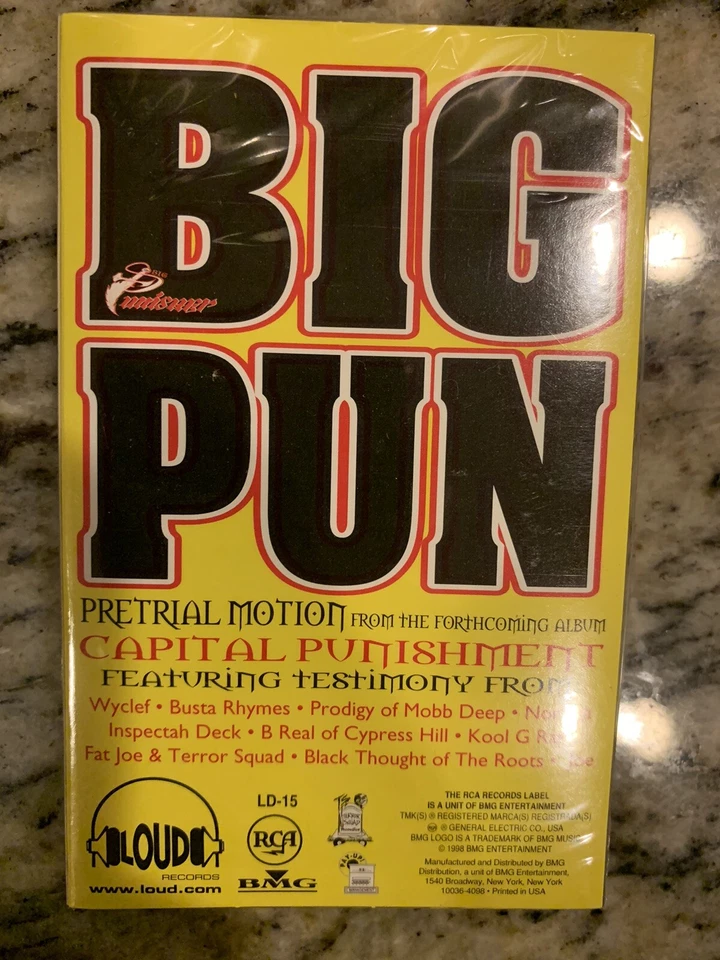 BIG
BIG
Punisher
PUN
PRETRIAL MOTION FROM THE FORTHCOMING ALBUM
CAPITAL PUNISHMENT
FEATURING TESTIMONY FROM
Wyclef • Busta Rhymes • Prodigy of Mobb Deep •
Inspectah Deck • B Real of Cypress Hill • Kool G
Fat Joe & Terror Squad • Black Thought of The Roots •
LOUD
RECORDS
www.loud.com
LD-15
RCA
BMG
THE RCA RECORDS LABEL
IS A UNIT OF BMG ENTERTAINMENT
TMK(S) ® REGISTERED MARCA(S) REGISTRADA(S)
® GENERAL ELECTRIC CO., USA
BMG LOGO IS A TRADEMARK OF BMG MUSIC
© 1998 BMG ENTERTAINMENT
Manufactured and Distributed by BMG
Distribution, a unit of BMG Entertainment,
1540 Broadway, New York, New York
10036-4098 • Printed in USA